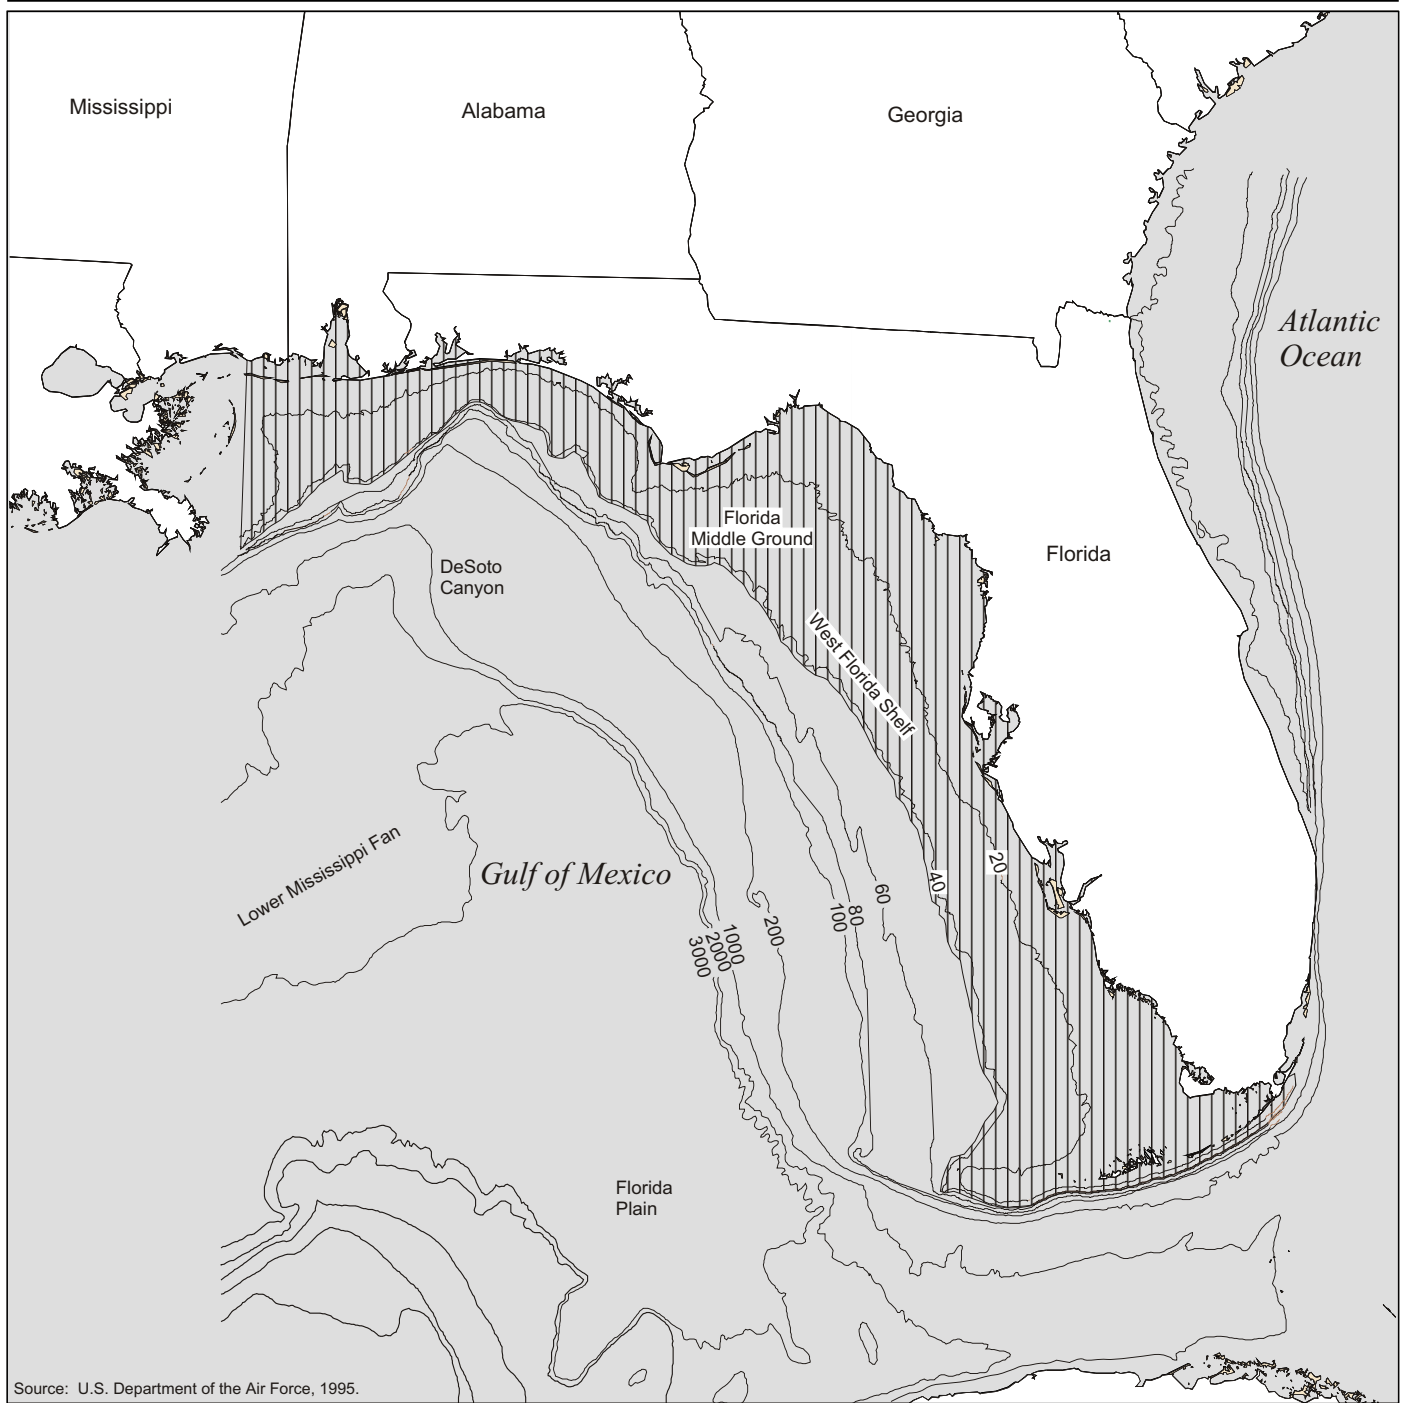 Mississippi
Alabama
Georgia
Atlantic
Ocean
Florida
Middle Ground
Florida
DeSoto
Canyon
West Florida Shelf
Lower Mississippi Fan
Gulf of Mexico
20
40
60
80
100
200
1000
2000
3000
Florida
Plain
Source: U.S. Department of the Air Force, 1995.